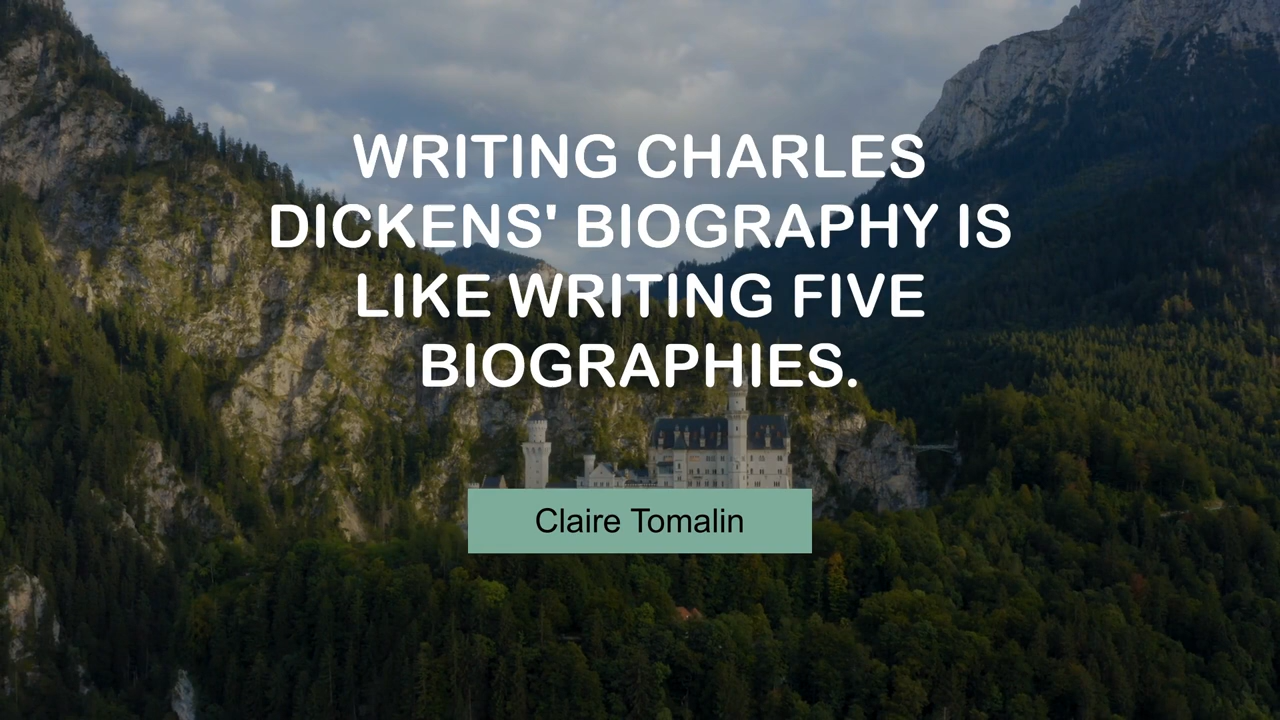 WRITING CHARLES
DICKENS' BIOGRAPHY IS
LIKE WRITING FIVE
BIOGRAPHIES.
Claire Tomalin